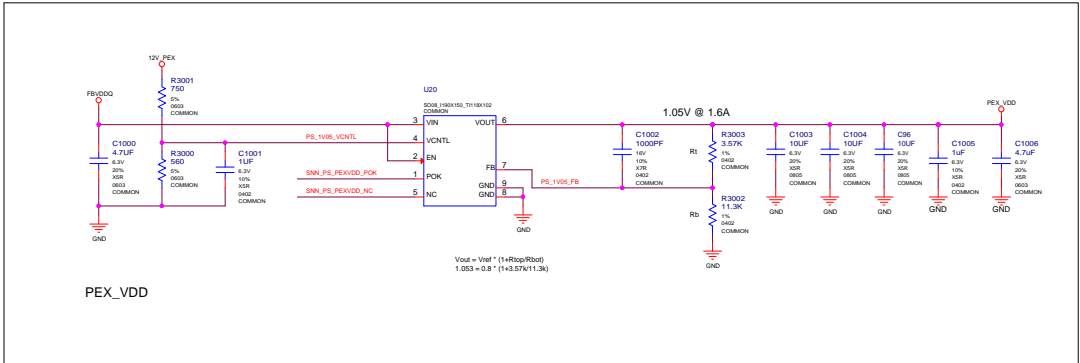 12V_PEX
FBVDDQ
R3001
750
5%
0603
COMMON
U20
SO08_I190X150_TI118X102
COMMON
1.05V @ 1.6A
PEX_VDD
3 VIN
VOUT 6
4 VCNTL
2 EN
FB 7
1 POK
GND 9
GND 8
5 NC
PS_1V05_VCNTL
SNN_PS_PEXVDD_POK
SNN_PS_PEXVDD_NC
PS_1V05_FB
C1000
4.7UF
6.3V
20%
X5R
0603
COMMON
R3000
560
5%
0603
COMMON
C1001
1UF
6.3V
10%
X5R
0402
COMMON
C1002
1000PF
16V
10%
X7R
0402
COMMON
Rt
R3003
3.57K
1%
0402
COMMON
C1003
10UF
6.3V
20%
X5R
0805
COMMON
C1004
10UF
6.3V
20%
X5R
0805
COMMON
C96
10UF
6.3V
20%
X5R
0805
COMMON
C1005
1uF
6.3V
10%
X5R
0402
COMMON
C1006
4.7uF
6.3V
20%
X5R
0603
COMMON
Rb
R3002
11.3K
1%
0402
COMMON
GND
GND
GND
GND
GND
GND
GND
GND
Vout = Vref * (1+Rtop/Rbot)
1.053 = 0.8 * (1+3.57k/11.3k)
PEX_VDD